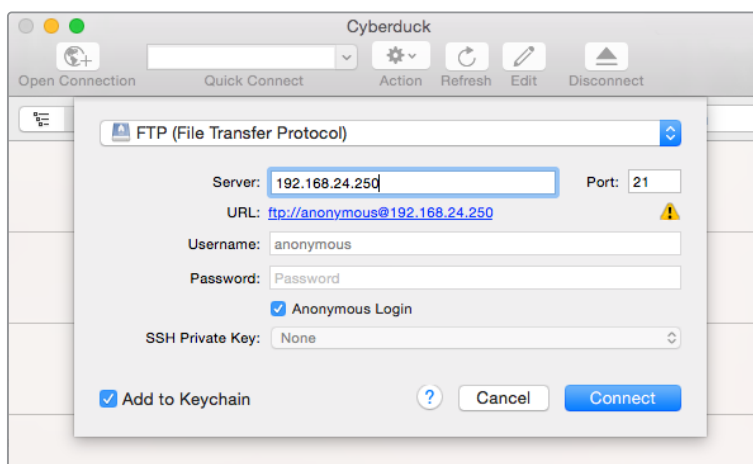 Cyberduck
Open Connection Quick Connect Action Refresh Edit Disconnect
FTP (File Transfer Protocol)
Server: 192.168.24.250 Port: 21
URL: ftp://anonymous@192.168.24.250
Username: anonymous
Password: Password
Anonymous Login
SSH Private Key: None
Add to Keychain ? Cancel Connect